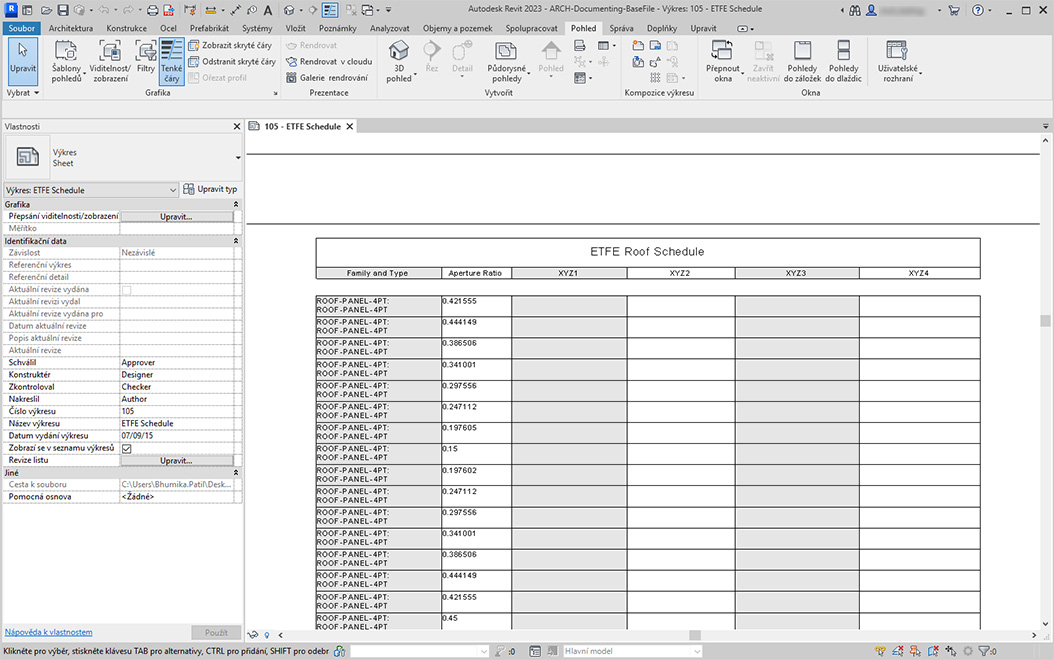 Autodesk Revit 2023 - ARCH-Documenting-BaseFile - Výkres: 105 - ETFE Schedule
Soubor Architektura Konstrukce Ocel Prefabrikát Systémy Vložit Poznámky Analyzovat Objemy a pozemek Spolupracovat Pohled Správa Doplňky Upravit
Upravit
Vybrat
Šablony pohledů
Viditelnost/ zobrazení
Filtry
Tenké čáry
Zobrazit skryté čáry
Odstranit skryté čáry
Ořezat profil
Grafika
Rendrovat
Rendrovat v cloudu
Galerie rendrování
Prezentace
3D pohled
Řez
Detail
Půdorysné pohledy
Pohled
Vytvořit
Kompozice výkresu
Přepnout okna
Zavřít neaktivní
Pohledy do záložek
Pohledy do dlaždic
Okna
Uživatelské rozhraní
Vlastnosti
Výkres
Sheet
Výkres: ETFE Schedule
Upravit typ
Grafika
Přepsání viditelnosti/zobrazení Upravit...
Měřítko
Identifikační data
Závislost Nezávislé
Referenční výkres
Referenční detail
Aktuální revize vydána
Aktuální revizi vydal
Aktuální revize vydána pro
Datum aktuální revize
Popis aktuální revize
Aktuální revize
Schválil Approver
Konstruktér Designer
Zkontroloval Checker
Nakreslil Author
Číslo výkresu 105
Název výkresu ETFE Schedule
Datum vydání výkresu 07/09/15
Zobrazí se v seznamu výkresů
Revize listu Upravit...
Jiné
Cesta k souboru C:\Users\Bhumika.Patil\Desk...
Pomocná osnova <Žádné>
Nápověda k vlastnostem
Použít
105 - ETFE Schedule
ETFE Roof Schedule
Family and Type Aperture Ratio XYZ1 XYZ2 XYZ3 XYZ4
ROOF-PANEL-4PT: 0.421555
ROOF-PANEL-4PT
ROOF-PANEL-4PT: 0.444149
ROOF-PANEL-4PT
ROOF-PANEL-4PT: 0.386506
ROOF-PANEL-4PT
ROOF-PANEL-4PT: 0.341001
ROOF-PANEL-4PT
ROOF-PANEL-4PT: 0.297556
ROOF-PANEL-4PT
ROOF-PANEL-4PT: 0.247112
ROOF-PANEL-4PT
ROOF-PANEL-4PT: 0.197605
ROOF-PANEL-4PT
ROOF-PANEL-4PT: 0.15
ROOF-PANEL-4PT
ROOF-PANEL-4PT: 0.197602
ROOF-PANEL-4PT
ROOF-PANEL-4PT: 0.247112
ROOF-PANEL-4PT
ROOF-PANEL-4PT: 0.297556
ROOF-PANEL-4PT
ROOF-PANEL-4PT: 0.341001
ROOF-PANEL-4PT
ROOF-PANEL-4PT: 0.386506
ROOF-PANEL-4PT
ROOF-PANEL-4PT: 0.444149
ROOF-PANEL-4PT
ROOF-PANEL-4PT: 0.421555
ROOF-PANEL-4PT
ROOF-PANEL-4PT: 0.45
ROOF-PANEL-4PT
Klikněte pro výběr, stiskněte klávesu TAB pro alternativy, CTRL pro přidání, SHIFT pro odebr
:0
Hlavní model
:0